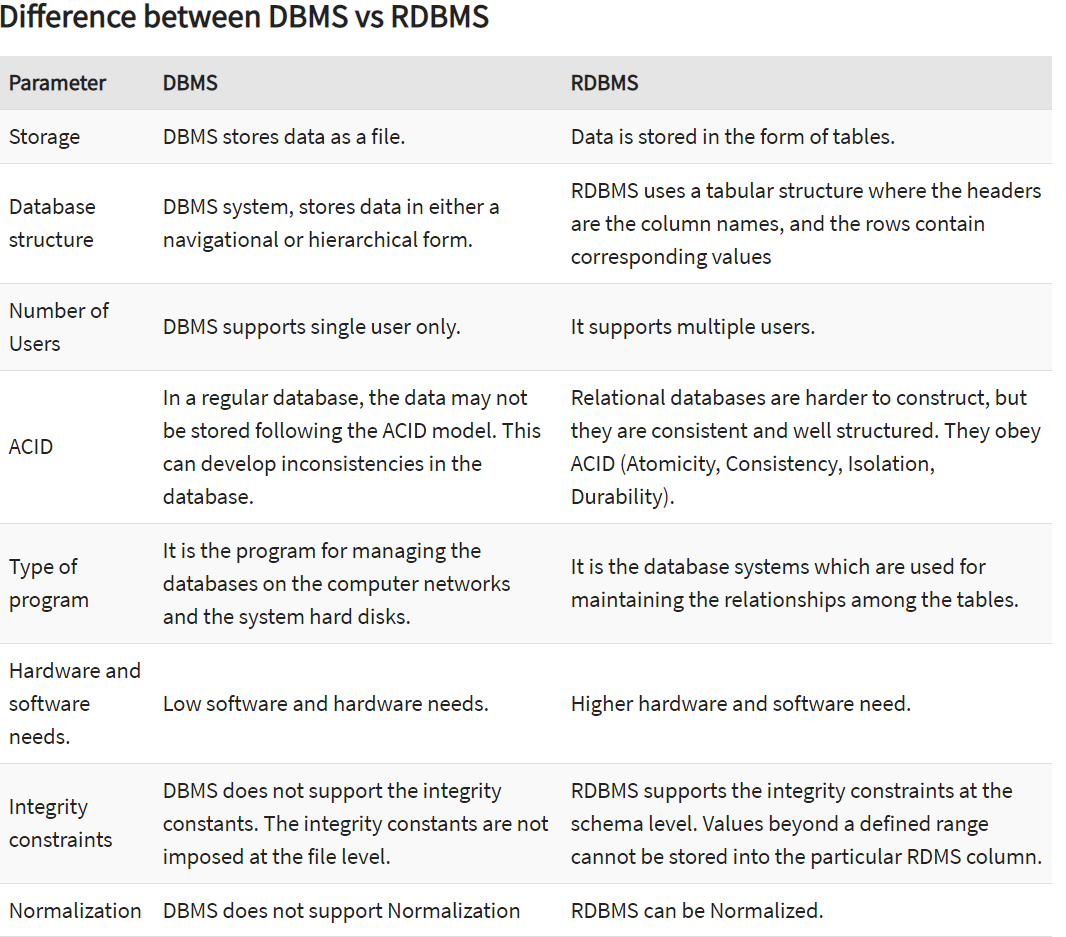 Difference between DBMS vs RDBMS
Parameter DBMS RDBMS
Storage DBMS stores data as a file. Data is stored in the form of tables.
Database
structure
DBMS system, stores data in either a
navigational or hierarchical form.
RDBMS uses a tabular structure where the headers
are the column names, and the rows contain
corresponding values
Number of
Users
DBMS supports single user only.
It supports multiple users.
ACID
In a regular database, the data may not
be stored following the ACID model. This
can develop inconsistencies in the
database.
Relational databases are harder to construct, but
they are consistent and well structured. They obey
ACID (Atomicity, Consistency, Isolation,
Durability).
Type of
program
It is the program for managing the
databases on the computer networks
and the system hard disks.
It is the database systems which are used for
maintaining the relationships among the tables.
Hardware and
software
needs.
Low software and hardware needs.
Higher hardware and software need.
Integrity
constraints
DBMS does not support the integrity
constants. The integrity constants are not
imposed at the file level.
RDBMS supports the integrity constraints at the
schema level. Values beyond a defined range
cannot be stored into the particular RDMS column.
Normalization DBMS does not support Normalization RDBMS can be Normalized.